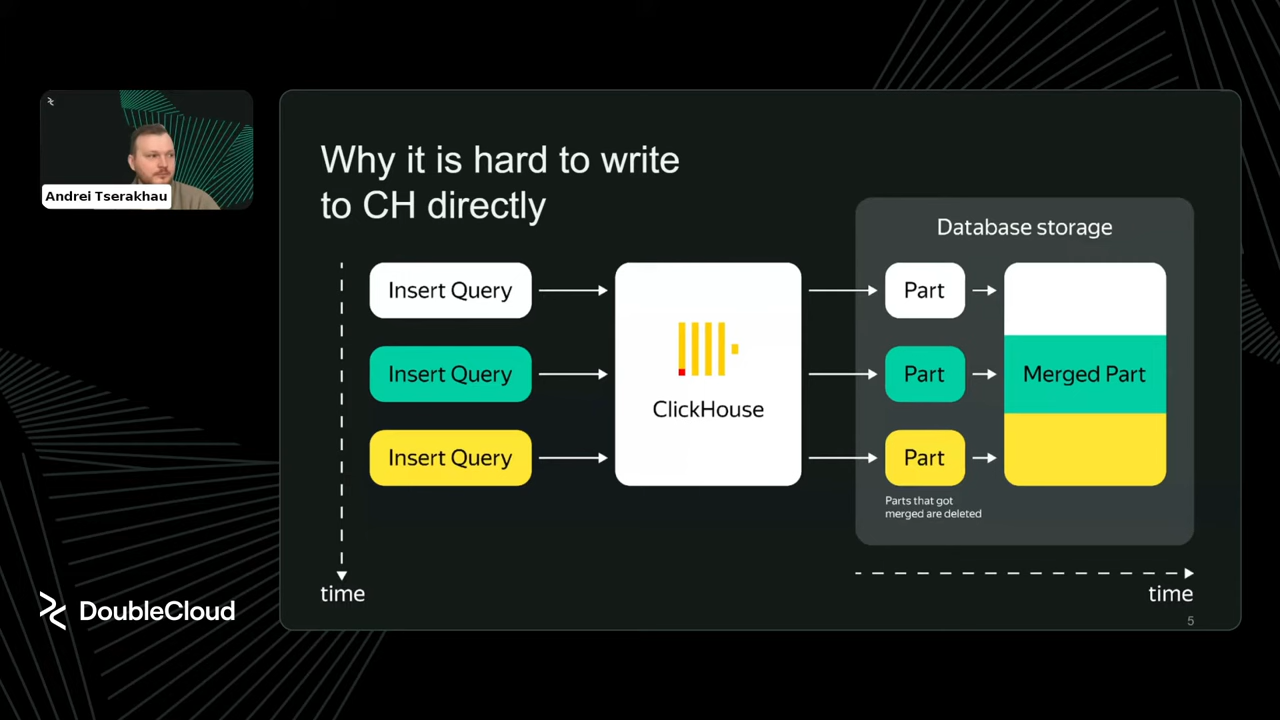 Andrei Tserakhau
DoubleCloud
Why it is hard to write
to CH directly
time
Insert Query
Insert Query
Insert Query
ClickHouse
Database storage
Part
Part
Part
Merged Part
Parts that got
merged are deleted
time
5